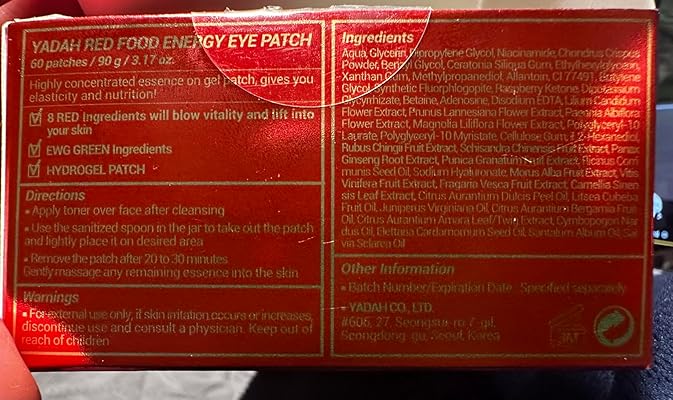 YADAH RED FOOD ENERGY EYE PATCH
60 patches / 90 g / 3.17 oz.
Highly concentrated essence on gel patch, gives you
elasticity and nutrition!
8 RED Ingredients will blow vitality and lift into
your skin
EWG GREEN Ingredients
HYDROGEL PATCH
Directions
• Apply toner over face after cleansing
• Use the sanitized spoon in the jar to take out the patch
and lightly place it on desired area
• Remove the patch after 20 to 30 minutes
Gently massage any remaining essence into the skin
Warnings
• For external use only, if skin irritation occurs or increases,
discontinue use and consult a physician. Keep out of
reach of children
Ingredients
Aqua, Glycerin, Dipropylene Glycol, Niacinamide, Chondrus Crispus
Powder, Benzyl Glycol, Ceratonia Siliqua Gum, Ethylhexylglycerin,
Xanthan Gum, Methylpropanediol, Allantoin, CI 77491, Butylene
Glycol, Synthetic Fluorphlogopite, Raspberry Ketone, Dipotassium
Glycyrrhizate, Betaine, Adenosine, Disodium EDTA, Lilium Candidum
Flower Extract, Prunus Lannesiana Flower Extract, Paeonia Albiflora
Flower Extract, Magnolia Liliflora Flower Extract, Polyglyceryl-10
Laurate, Polyglyceryl-10 Myristate, Cellulose Gum, 1,2-Hexanediol,
Rubus Chingii Fruit Extract, Schisandra Chinensis Fruit Extract, Panax
Ginseng Root Extract, Punica Granatum Fruit Extract, Ricinus Com
munis Seed Oil, Sodium Hyaluronate, Morus Alba Fruit Extract, Vitis
Vinifera Fruit Extract, Fragaria Vesca Fruit Extract, Camellia Sinen
sis Leaf Extract, Citrus Aurantium Dulcis Peel Oil, Litsea Cubeba
Fruit Oil, Juniperus Virginiana Oil, Citrus Aurantium Bergamia Fruit
Oil, Citrus Aurantium Amara Leaf/Twig Extract, Cymbopogon Nar
dus Oil, Elettaria Cardamomum Seed Oil, Santalum Album Oil, Sal
via Sclarea Oil
Other Information
• Batch Number/Expiration Date : Specified separately
• YADAH CO., LTD.
#605, 27, Seongsui-ro 7-gil,
Seongdong-gu, Seoul, Korea